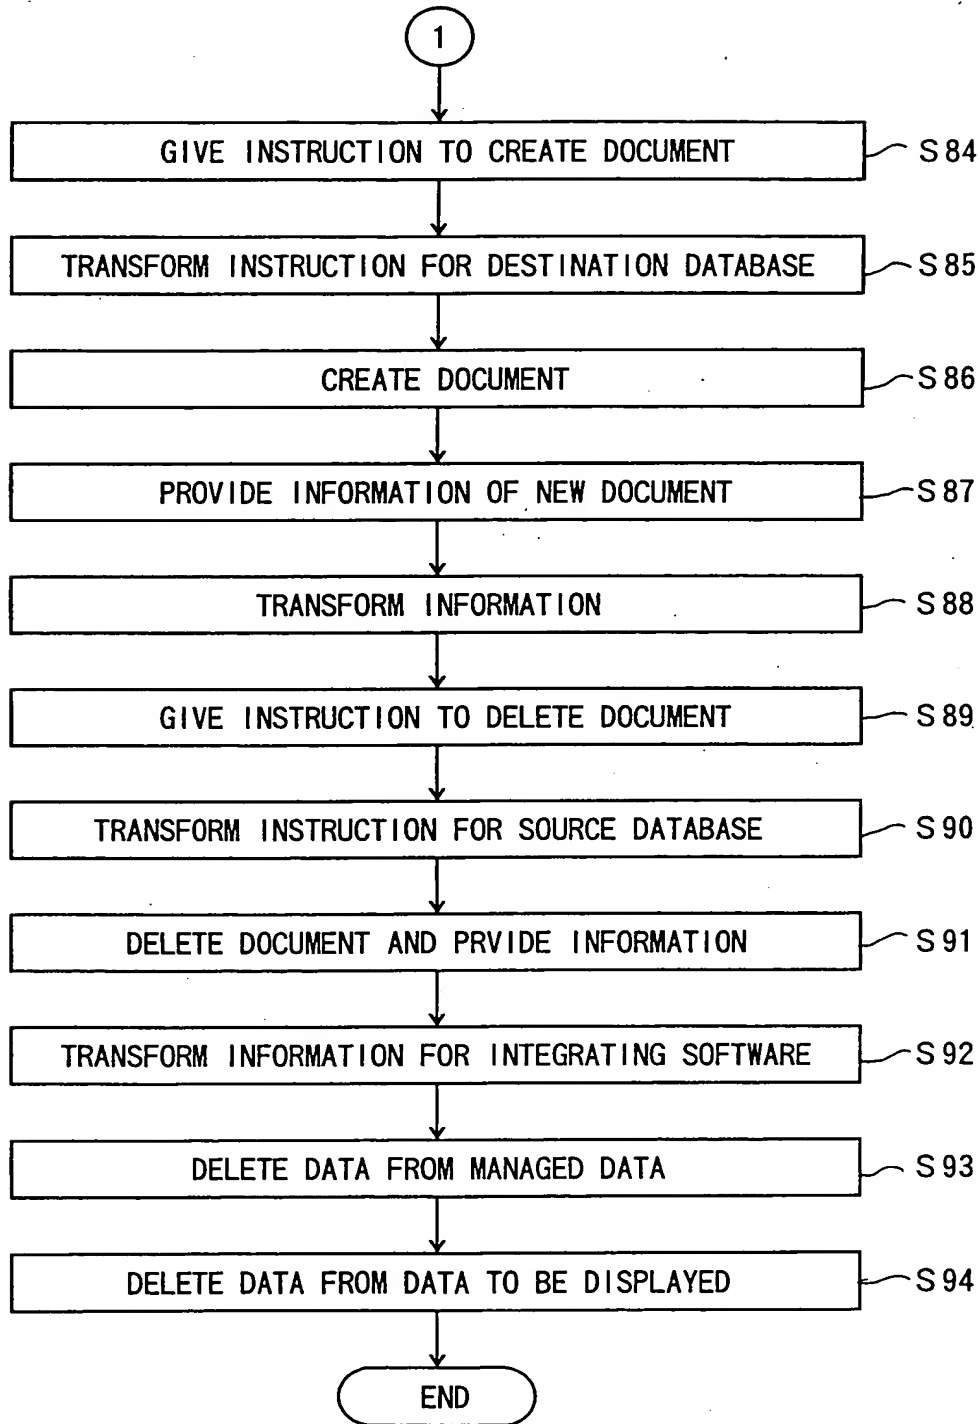 1
GIVE INSTRUCTION TO CREATE DOCUMENT S84
TRANSFORM INSTRUCTION FOR DESTINATION DATABASE S85
CREATE DOCUMENT S86
PROVIDE INFORMATION OF NEW DOCUMENT S87
TRANSFORM INFORMATION S88
GIVE INSTRUCTION TO DELETE DOCUMENT S89
TRANSFORM INSTRUCTION FOR SOURCE DATABASE S90
DELETE DOCUMENT AND PRVIDE INFORMATION S91
TRANSFORM INFORMATION FOR INTEGRATING SOFTWARE S92
DELETE DATA FROM MANAGED DATA S93
DELETE DATA FROM DATA TO BE DISPLAYED S94
END